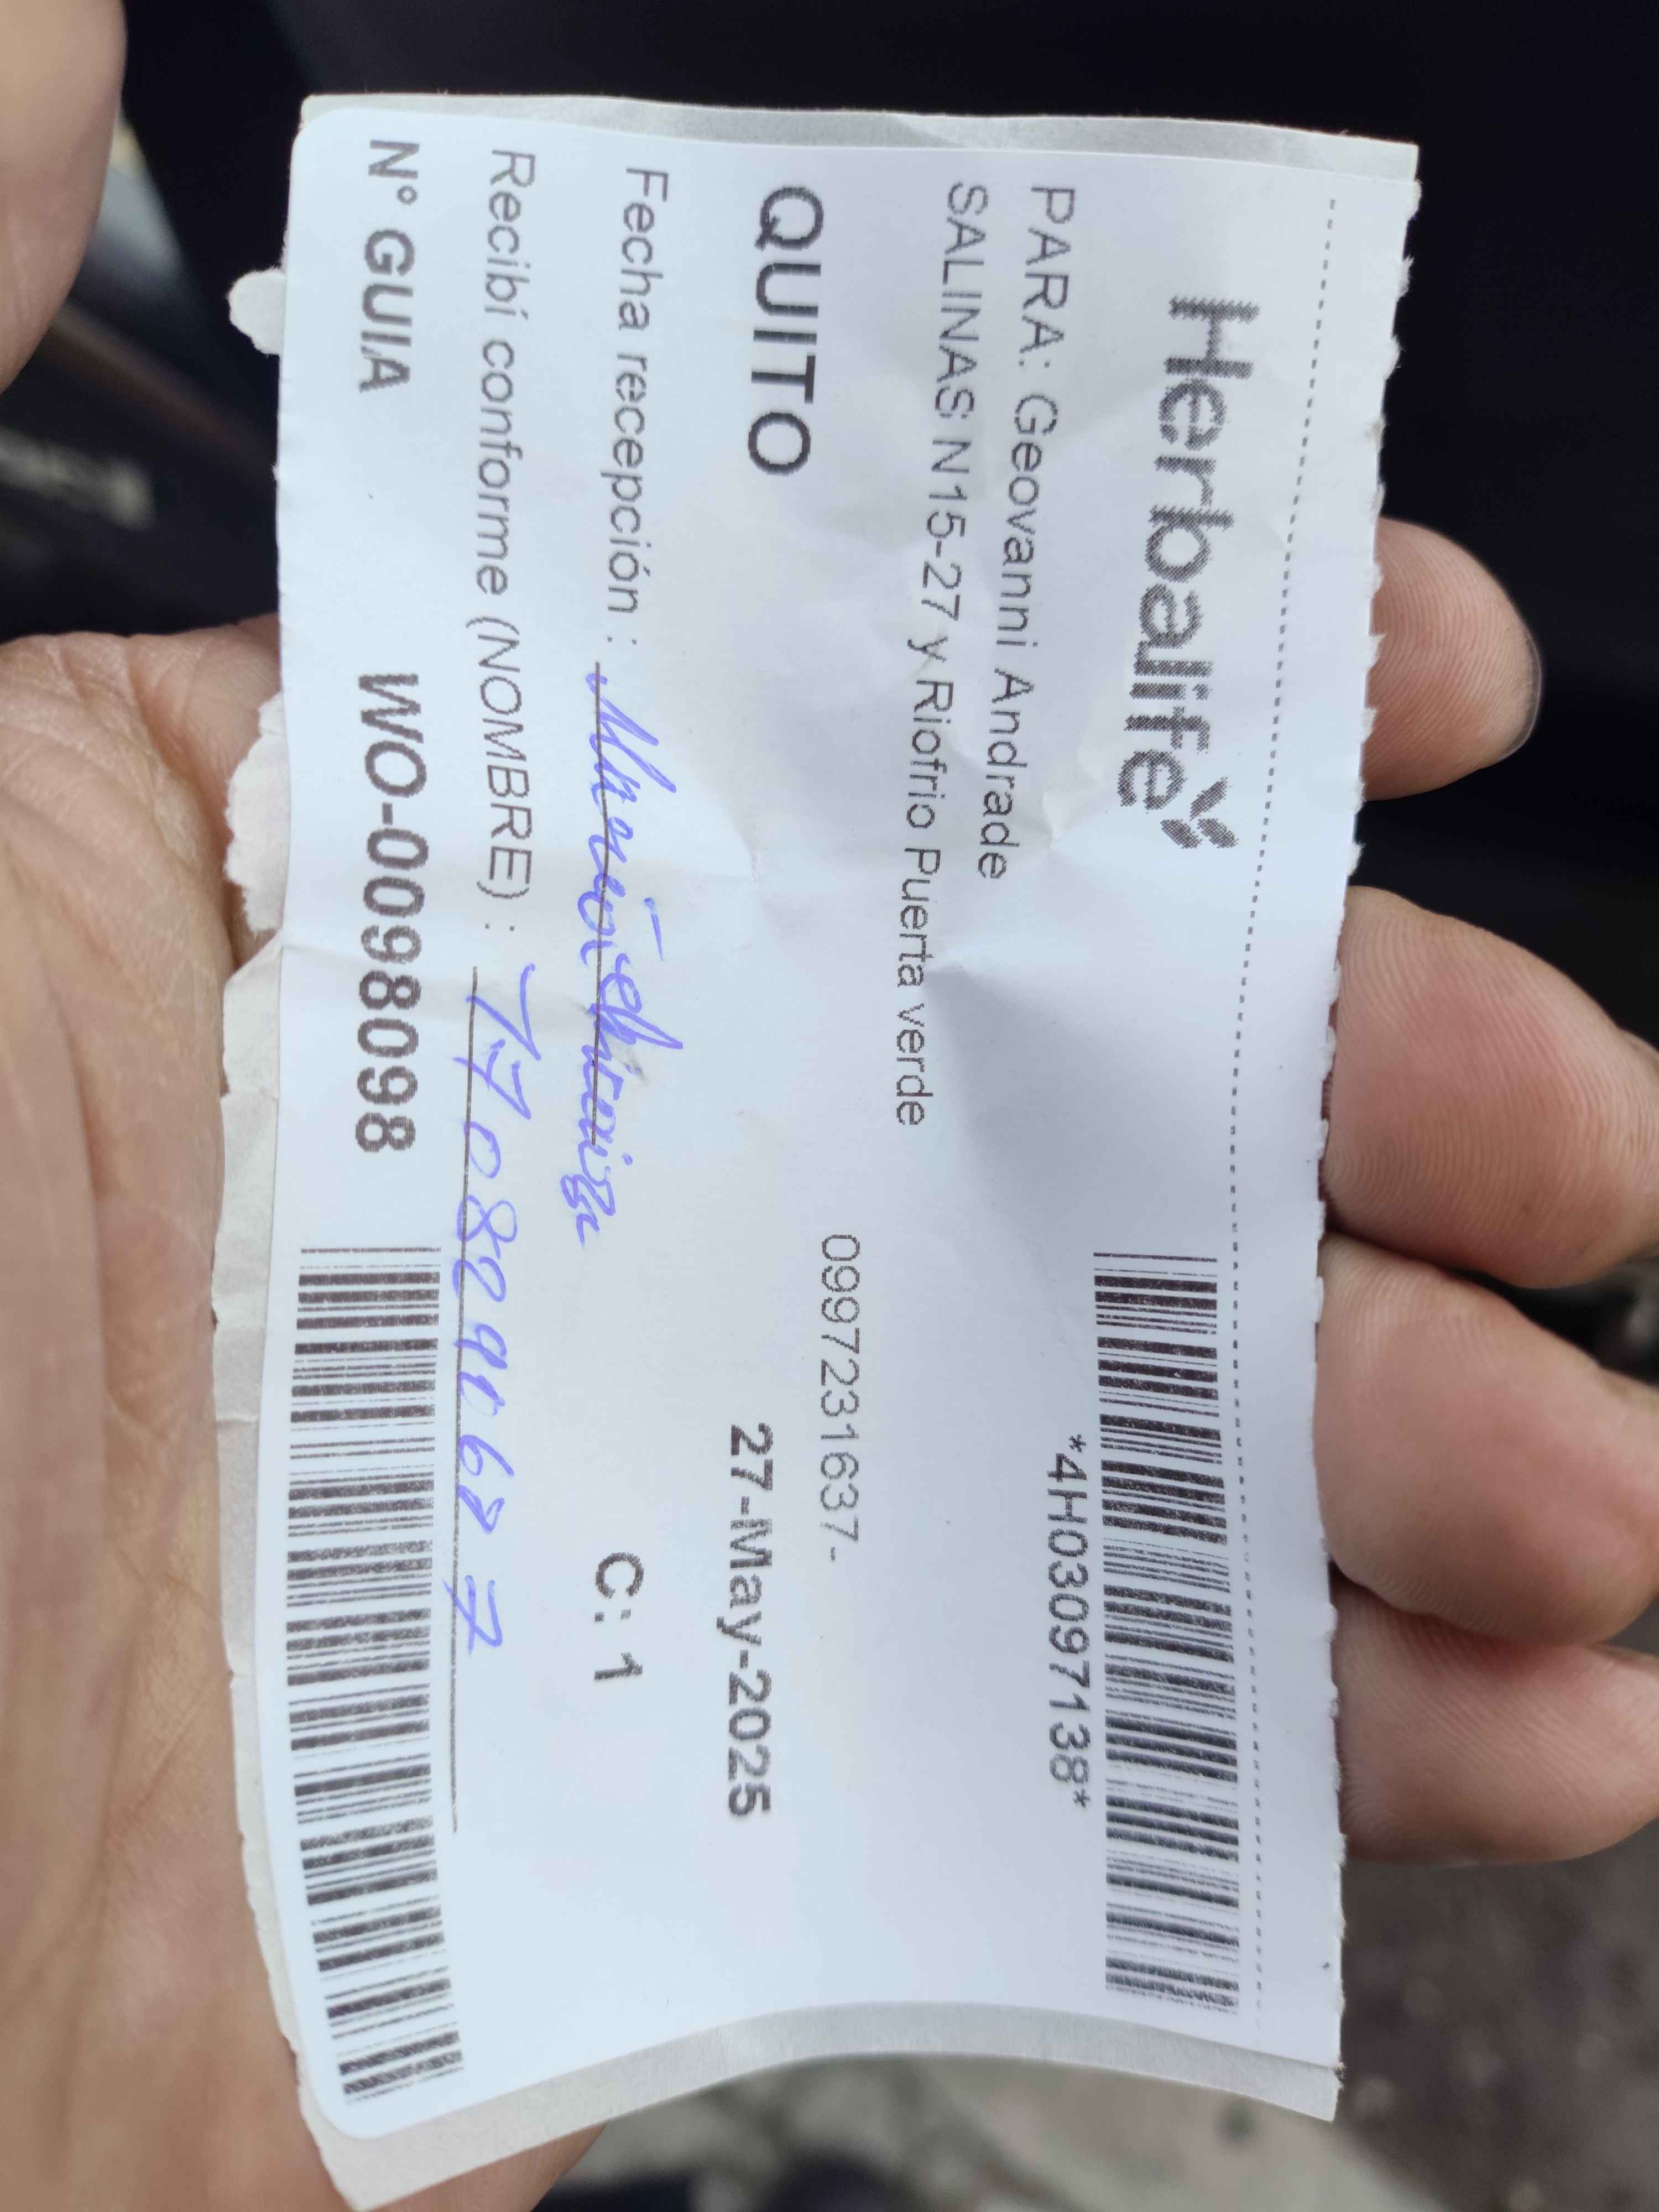 Herbalife
*4H03097138*
PARA: Geovanni Andrade
SALINAS N15-27 y Riofrio Puerta verde
0997231637-
QUITO
27-May-2025
Fecha recepción :
C: 1
Recibí conforme (NOMBRE) :
N° GUIA WO-00980098